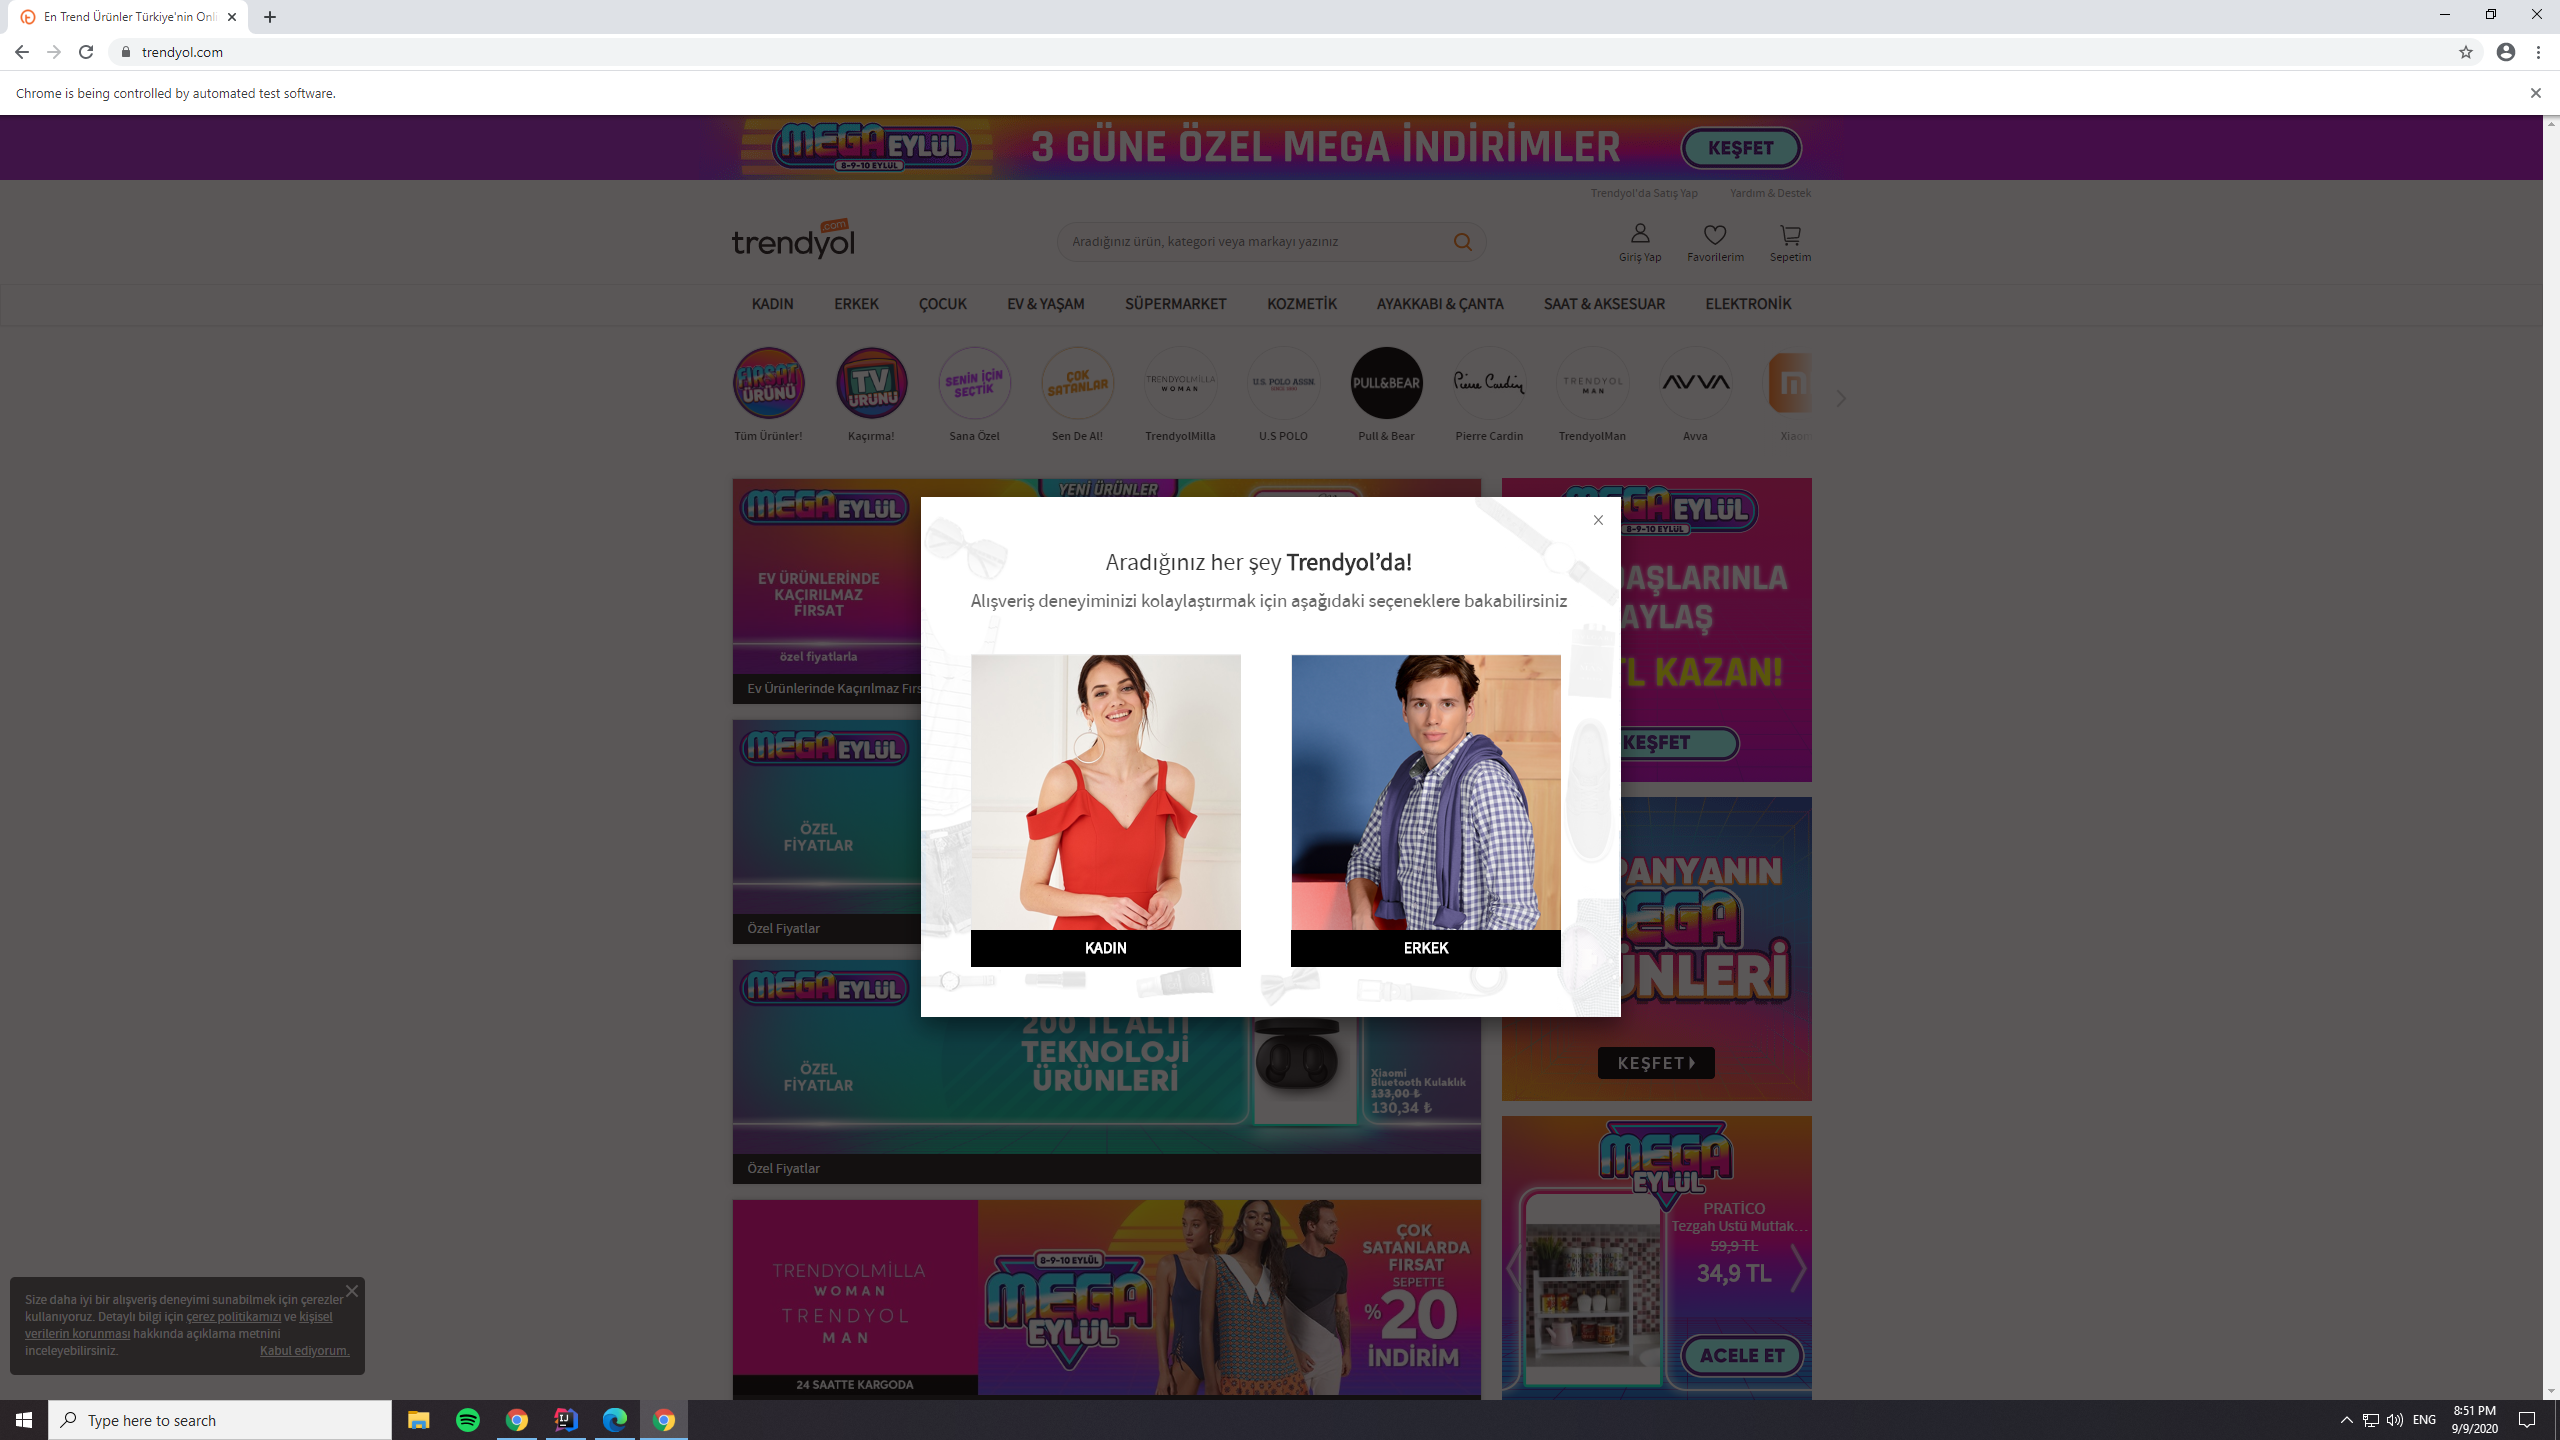 En Trend Ürünler Türkiye'nin Onli
trendyol.com
Chrome is being controlled by automated test software.
MEGA EYLÜL
8-9-10 EYLÜL
3 GÜNE ÖZEL MEGA İNDİRİMLER
KEŞFET
Trendyol'da Satış Yap
Yardım & Destek
trendyol
.com
Aradığınız ürün, kategori veya markayı yazınız
Giriş Yap
Favorilerim
Sepetim
KADIN
ERKEK
ÇOCUK
EV & YAŞAM
SÜPERMARKET
KOZMETİK
AYAKKABI & ÇANTA
SAAT & AKSESUAR
ELEKTRONİK
FIRSAT
ÜRÜNÜ
TV
ÜRÜNÜ
SENİN İÇİN
SEÇTİK
ÇOK
SATANLAR
TRENDYOLMİLLA
WOMAN
U.S. POLO ASSN.
PULL&BEAR
Pierre Cardin
TRENDYOL
MAN
AVVA
Tüm Ürünler!
Kaçırma!
Sana Özel
Sen De Al!
TrendyolMilla
U.S POLO
Pull & Bear
Pierre Cardin
TrendyolMan
Avva
Xiaom
MEGA EYLÜL
YENİ ÜRÜNLER
EV ÜRÜNLERİNDE
KAÇIRILMAZ
FIRSAT
özel fiyatlarla
Ev Ürünlerinde Kaçırılmaz Fırs
MEGA EYLÜL
8-9-10 EYLÜL
AŞLARINLA
AYLAŞ
TL KAZAN!
KEŞFET
Aradığınız her şey Trendyol’da!
Alışveriş deneyiminizi kolaylaştırmak için aşağıdaki seçeneklere bakabilirsiniz
KADIN
ERKEK
MEGA EYLÜL
ÖZEL
FİYATLAR
Özel Fiyatlar
PANYANIN
MEGA
ÜNLERİ
KEŞFET
MEGA EYLÜL
ÖZEL
FİYATLAR
200 TL ALTI
TEKNOLOJİ
ÜRÜNLERİ
Xiaomi
Bluetooth Kulaklık
133,00 ₺
130,34 ₺
Özel Fiyatlar
TRENDYOLMİLLA
WOMAN
TRENDYOL
MAN
24 SAATTE KARGODA
8-9-10 EYLÜL
MEGA
EYLÜL
ÇOK
SATANLARDA
FIRSAT
SEPETTE
%20
İNDİRİM
MEGA
EYLÜL
PRATİCO
Tezgah Üstü Mutfak...
59,9 TL
34,9 TL
ACELE ET
Size daha iyi bir alışveriş deneyimi sunabilmek için çerezler
kullanıyoruz. Detaylı bilgi için çerez politikamızı ve kişisel
verilerin korunması hakkında açıklama metnini
inceleyebilirsiniz.
Kabul ediyorum.
Type here to search
ENG
8:51 PM
9/9/2020